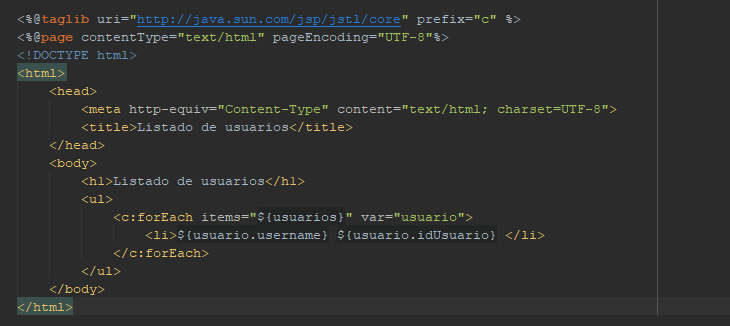 <%@taglib uri="http://java.sun.com/jsp/jstl/core" prefix="c" %>
<%@page contentType="text/html" pageEncoding="UTF-8"%>
<!DOCTYPE html>
<html>
    <head>
        <meta http-equiv="Content-Type" content="text/html; charset=UTF-8">
        <title>Listado de usuarios</title>
    </head>
    <body>
        <h1>Listado de usuarios</h1>
        <ul>
            <c:forEach items="${usuarios}" var="usuario">
                <li>${usuario.username} ${usuario.idUsuario} </li>
            </c:forEach>
        </ul>
    </body>
</html>